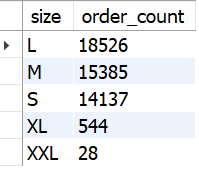 size order_count
L 18526
M 15385
S 14137
XL 544
XXL 28